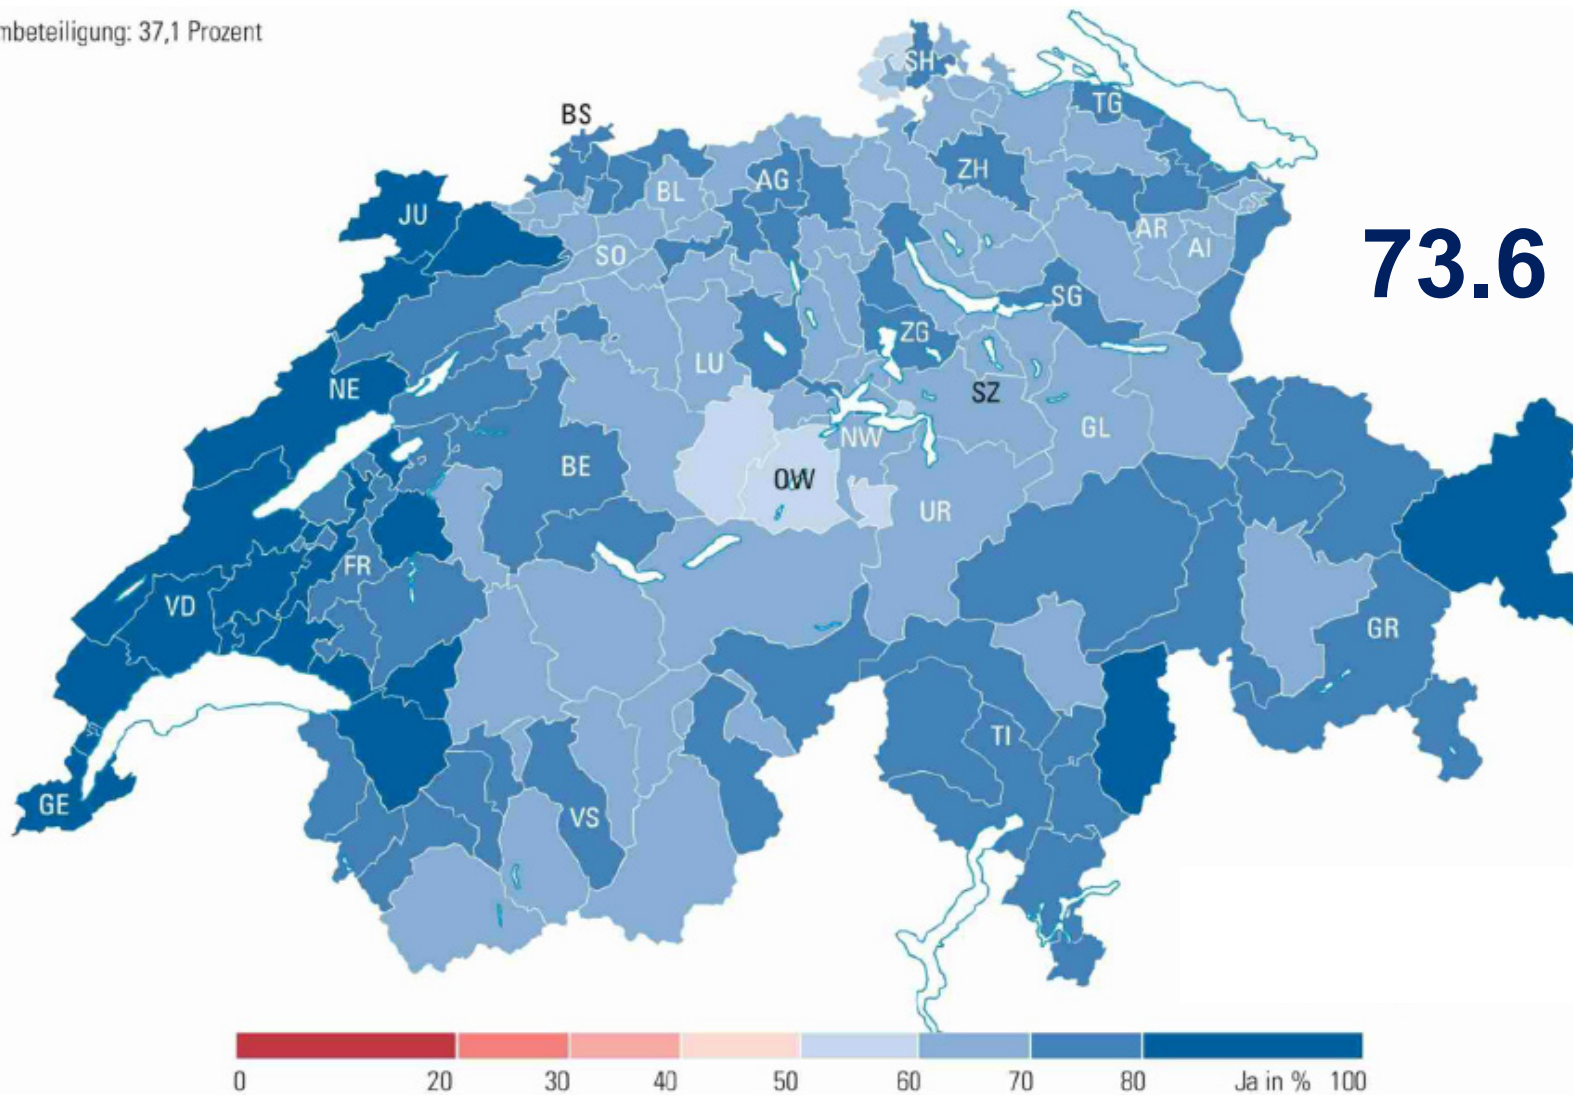 mbeteiligung: 37,1 Prozent
SH
TG
BS
ZH
AG
BL
JU
AR
AI
SO
73.6
SG
ZG
LU
NE
SZ
GL
NW
BE
OW
UR
FR
VD
GR
TI
GE
VS
0 20 30 40 50 60 70 80 Ja in % 100